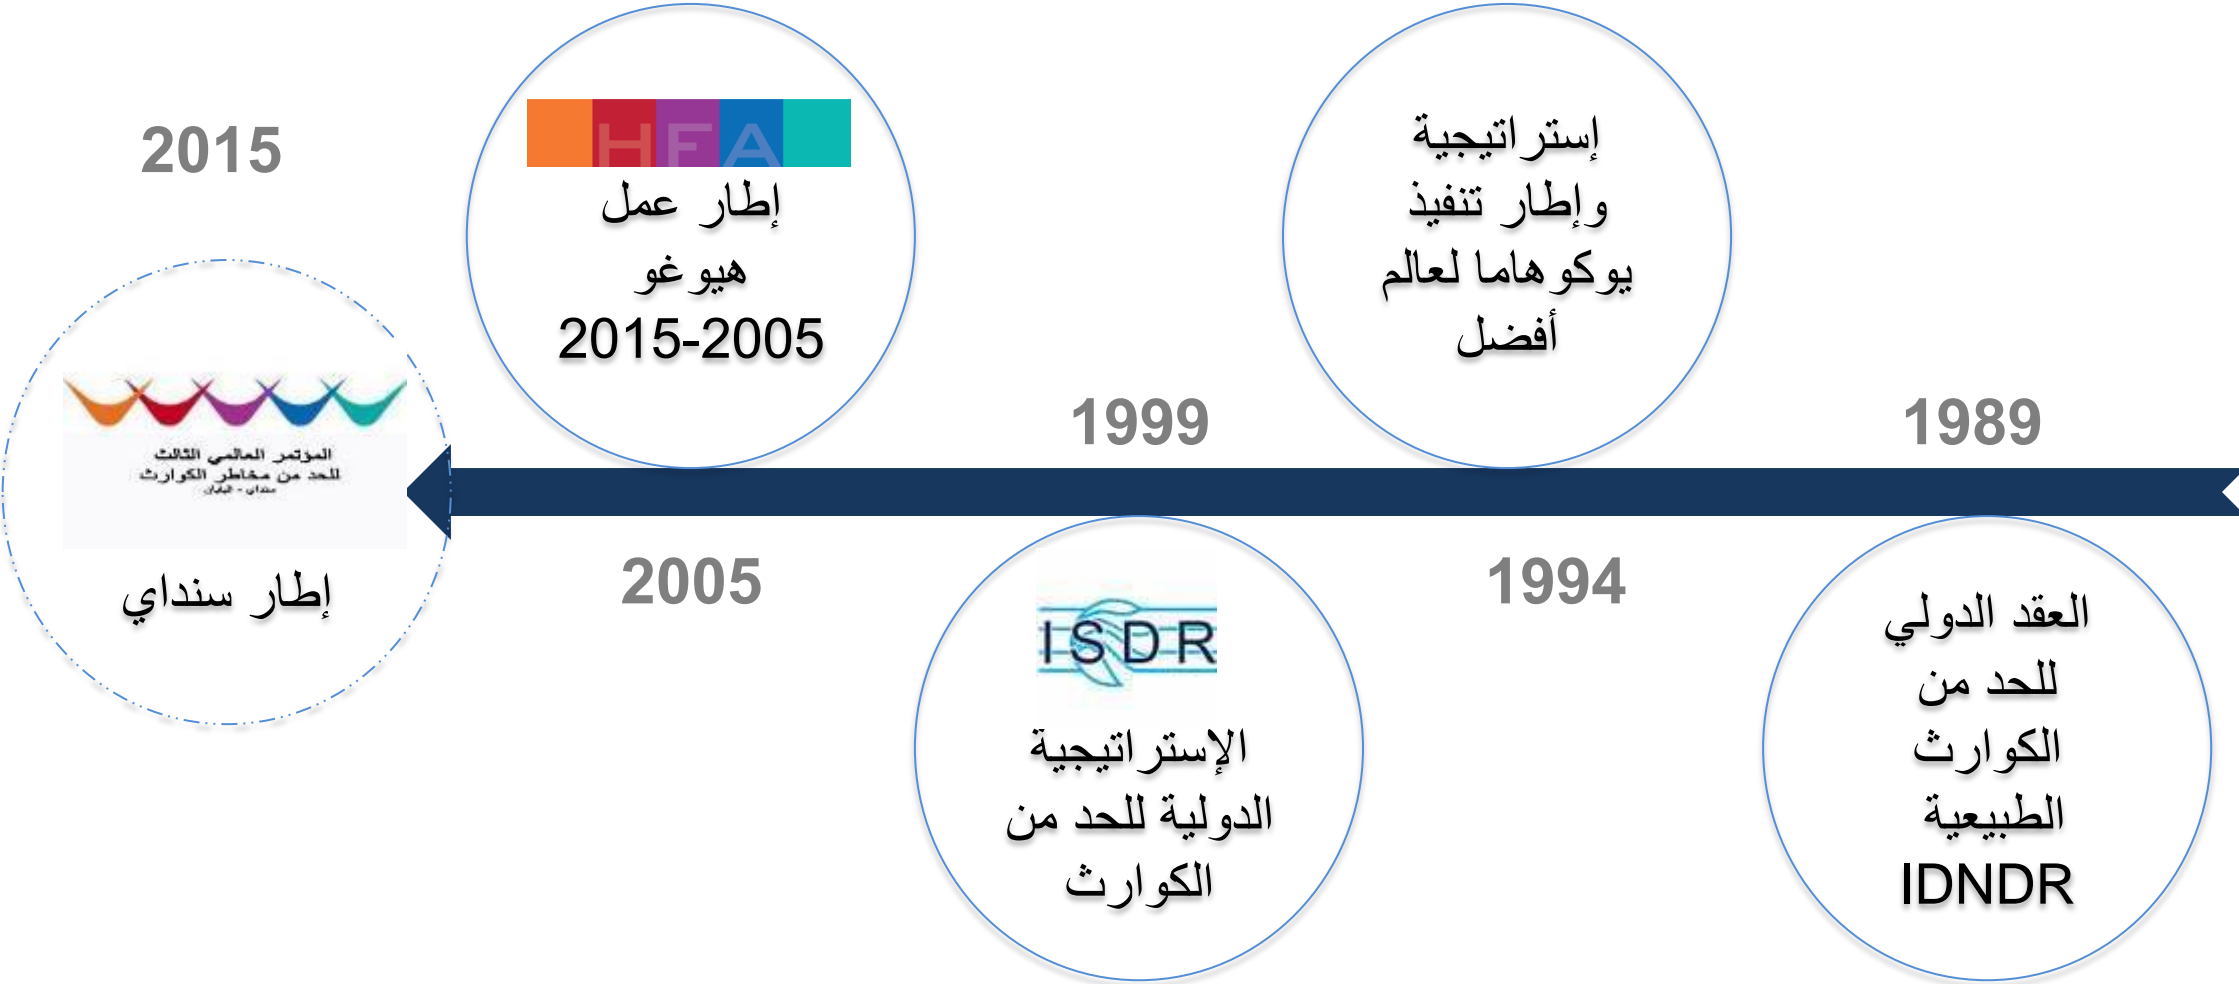 1989
العقد الدولي
للحد من
الكوارث
الطبيعية
IDNDR
إستراتيجية
وإطار تنفيذ
يوكوهاما لعالم
أفضل
1994
1999
ISDR
الإستراتيجية
الدولية للحد من
الكوارث
HFA
إطار عمل
هيوغو
2015-2005
2005
2015
المؤتمر العالمي الثالث
للحد من مخاطر الكوارث
سنداي - اليابان
إطار سنداي